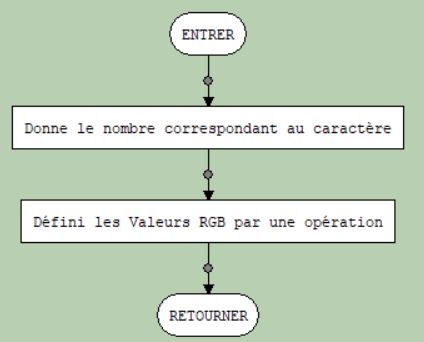 ENTRER
Donne le nombre correspondant au caractère
Défini les Valeurs RGB par une opération
RETOURNER